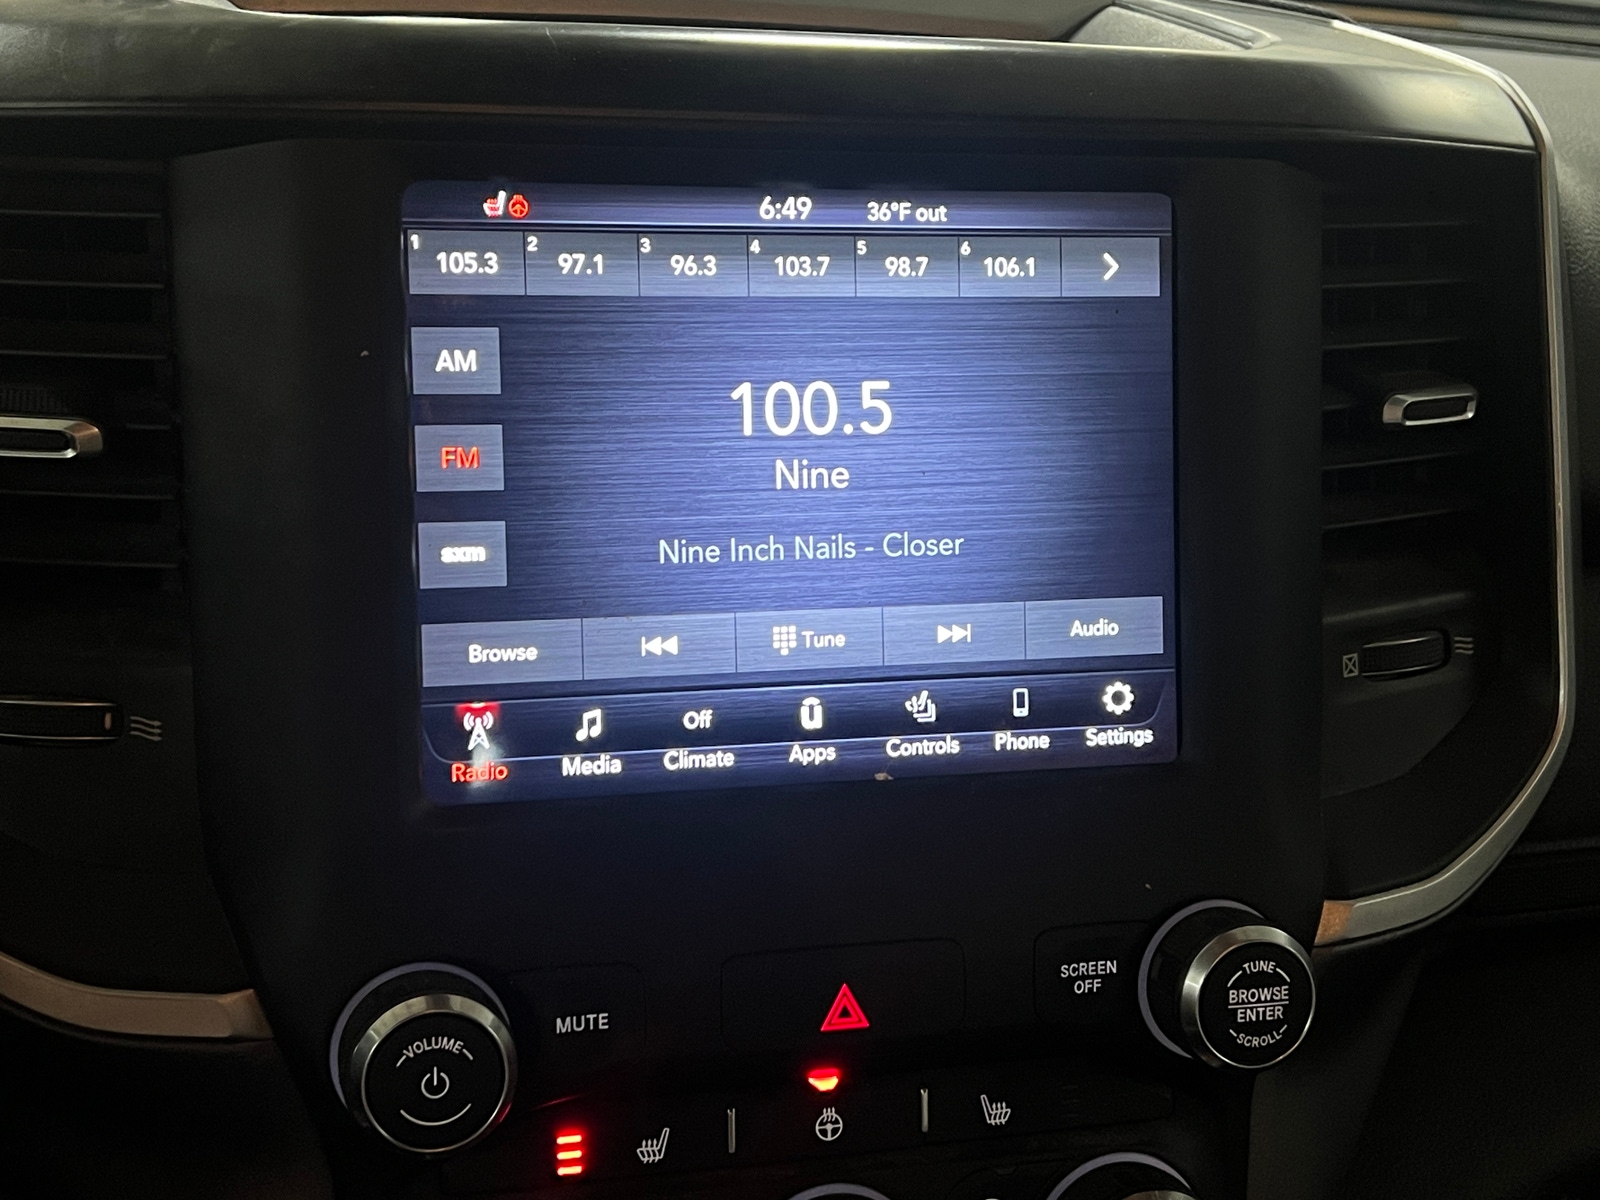 6:49 36°F out
1 105.3 2 97.1 3 96.3 4 103.7 5 98.7 6 106.1
AM
100.5
FM
Nine
Nine Inch Nails - Closer
sxm
Browse Tune Audio
Off
Radio Media Climate Apps Controls Phone Settings
VOLUME
MUTE
SCREEN
OFF
TUNE
BROWSE
ENTER
SCROLL